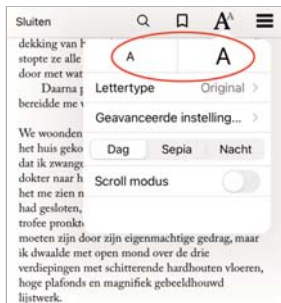 Sluiten AA
dekking van h
stopte ze alle
door met wat
A A
Daarna p
bereidde me v
Lettertype Original >
Geavanceerde instelling... >
We woonden
het huis geko
dat ik zwange
Dag Sepia Nacht
dokter naar h
het me zien n
Scroll modus
had gesloten,
trofee pronkt
moeten zijn door zijn eigenmachtige gedrag, maar
ik dwaalde met open mond over de drie
verdiepingen met schitterende hardhouten vloeren,
hoge plafonds en magnifiek gebeeldhouwd
lijstwerk.